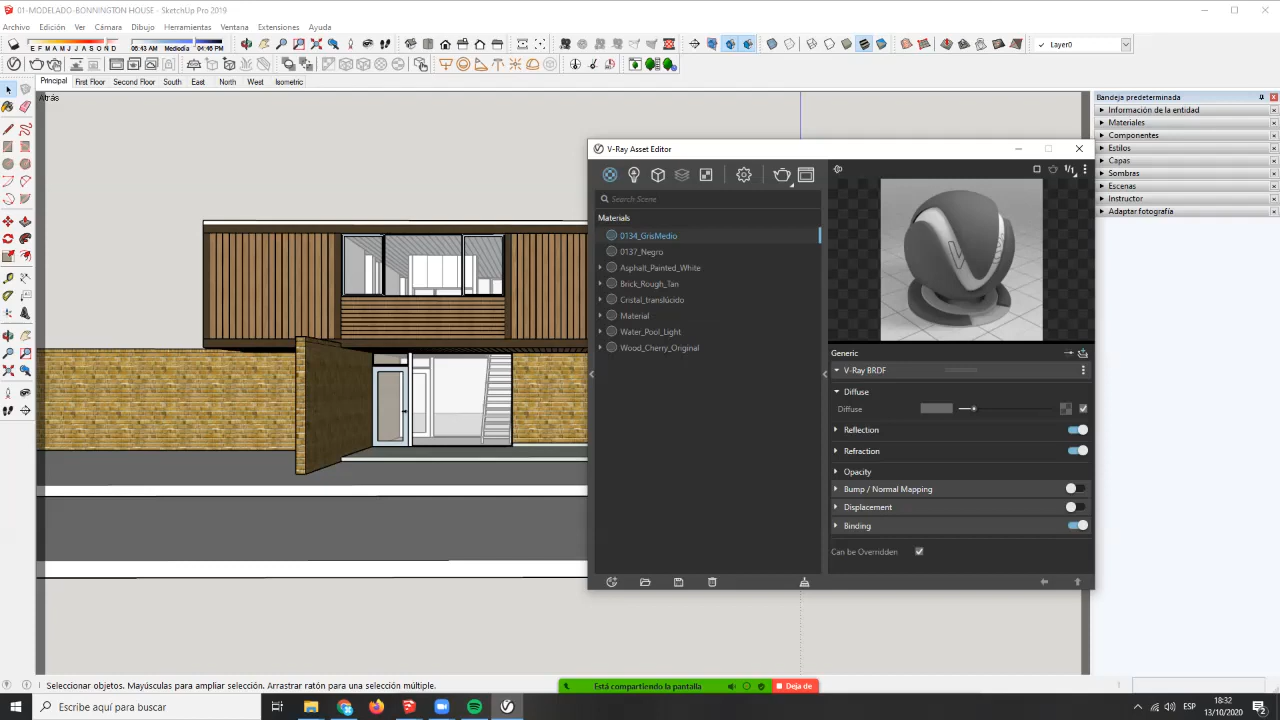 01-MODELADO-BONNINGTON HOUSE - SketchUp Pro 2019
Archivo Edición Ver Cámara Dibujo Herramientas Ventana Extensiones Ayuda
E F M A M J J A S O N D 06:43 AM Mediodía 04:46 PM
Layer0
Principal First Floor Second Floor South East North West Isometric
Atrás
Bandeja predeterminada
Información de la entidad
Materiales
Componentes
Estilos
Capas
Sombras
Escenas
Instructor
Adaptar fotografía
V-Ray Asset Editor
Search Scene
Materials
0134_GrisMedio
0137_Negro
Asphalt_Painted_White
Brick_Rough_Tan
Cristal_translúcido
Material
Water_Pool_Light
Wood_Cherry_Original
1/1
Generic
V-Ray BRDF
Diffuse
Diffuse
Reflection
Refraction
Opacity
Bump / Normal Mapping
Displacement
Binding
Can be Overridden
Seleccionar objetos. Mayúsculas para ampliar selección. Arrastrar ratón para una selección múltiple.
Está compartiendo la pantalla
Deja de
Escribe aquí para buscar
ESP
18:32
13/10/2020
2